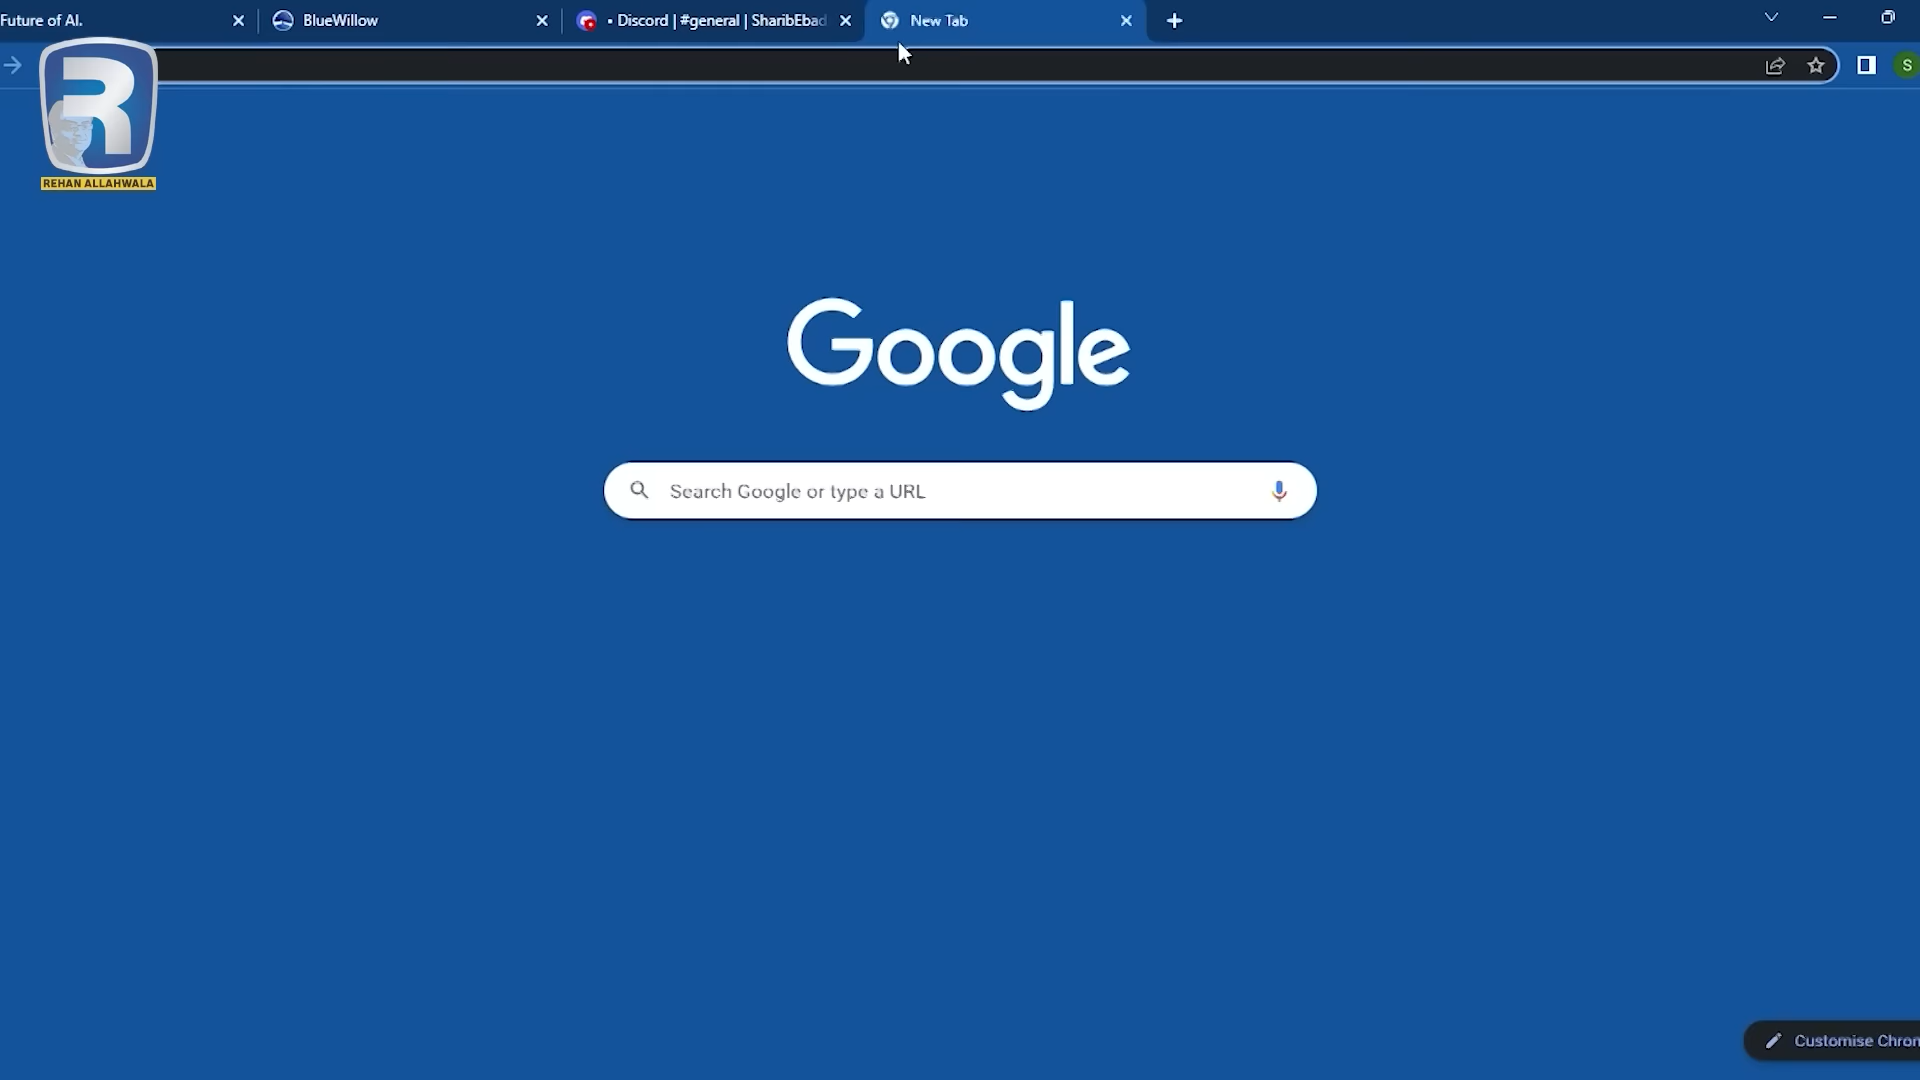 Future of AI.
BlueWillow
• Discord | #general | SharibEbad
New Tab
S
R
REHAN ALLAHWALA
Google
Search Google or type a URL
Customise Chron